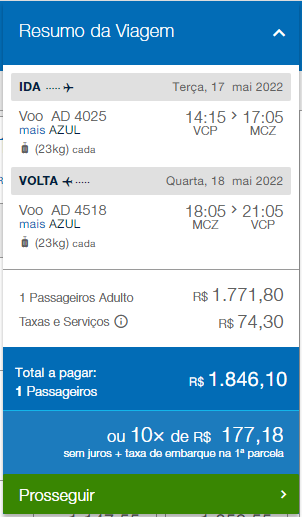 Resumo da Viagem
IDA Terça, 17 mai 2022
Voo AD 4025 14:15 > 17:05
mais AZUL VCP MCZ
(23kg) cada
VOLTA Quarta, 18 mai 2022
Voo AD 4518 18:05 > 21:05
mais AZUL MCZ VCP
(23kg) cada
1 Passageiros Adulto R$ 1.771,80
Taxas e Serviços R$ 74,30
Total a pagar:
1 Passageiros R$ 1.846,10
ou 10× de R$ 177,18
sem juros + taxa de embarque na 1ª parcela
Prosseguir >